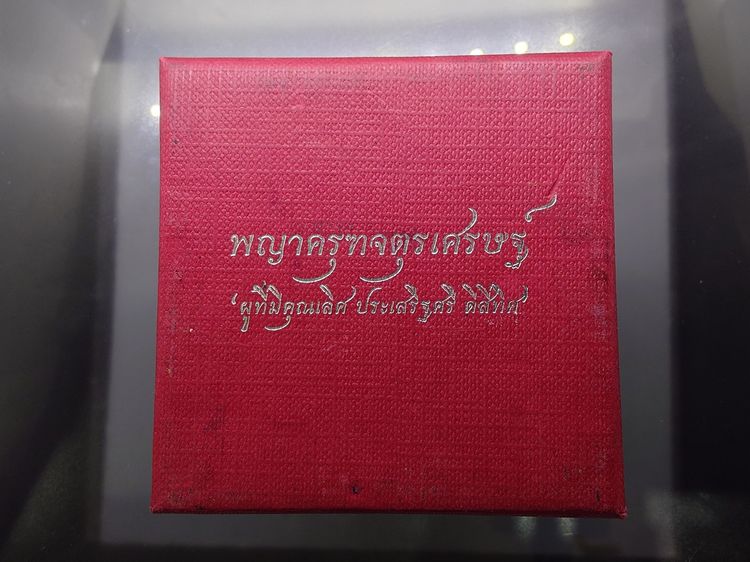 พญาครุฑจตุรเศรษฐ์
'ผู้ที่มีคุณเลิศ ประเสริฐศรี ดีสี่ทิศ'